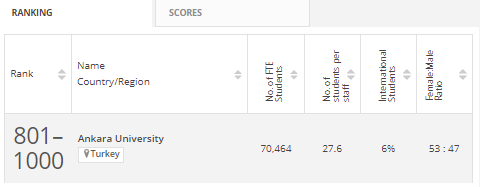 RANKING
SCORES
Rank
Name
Country/Region
No. of FTE
Students
No. of
students per
staff
International
Students
Female:Male
Ratio
801–
1000
Ankara University
Turkey
70,464
27.6
6%
53 : 47